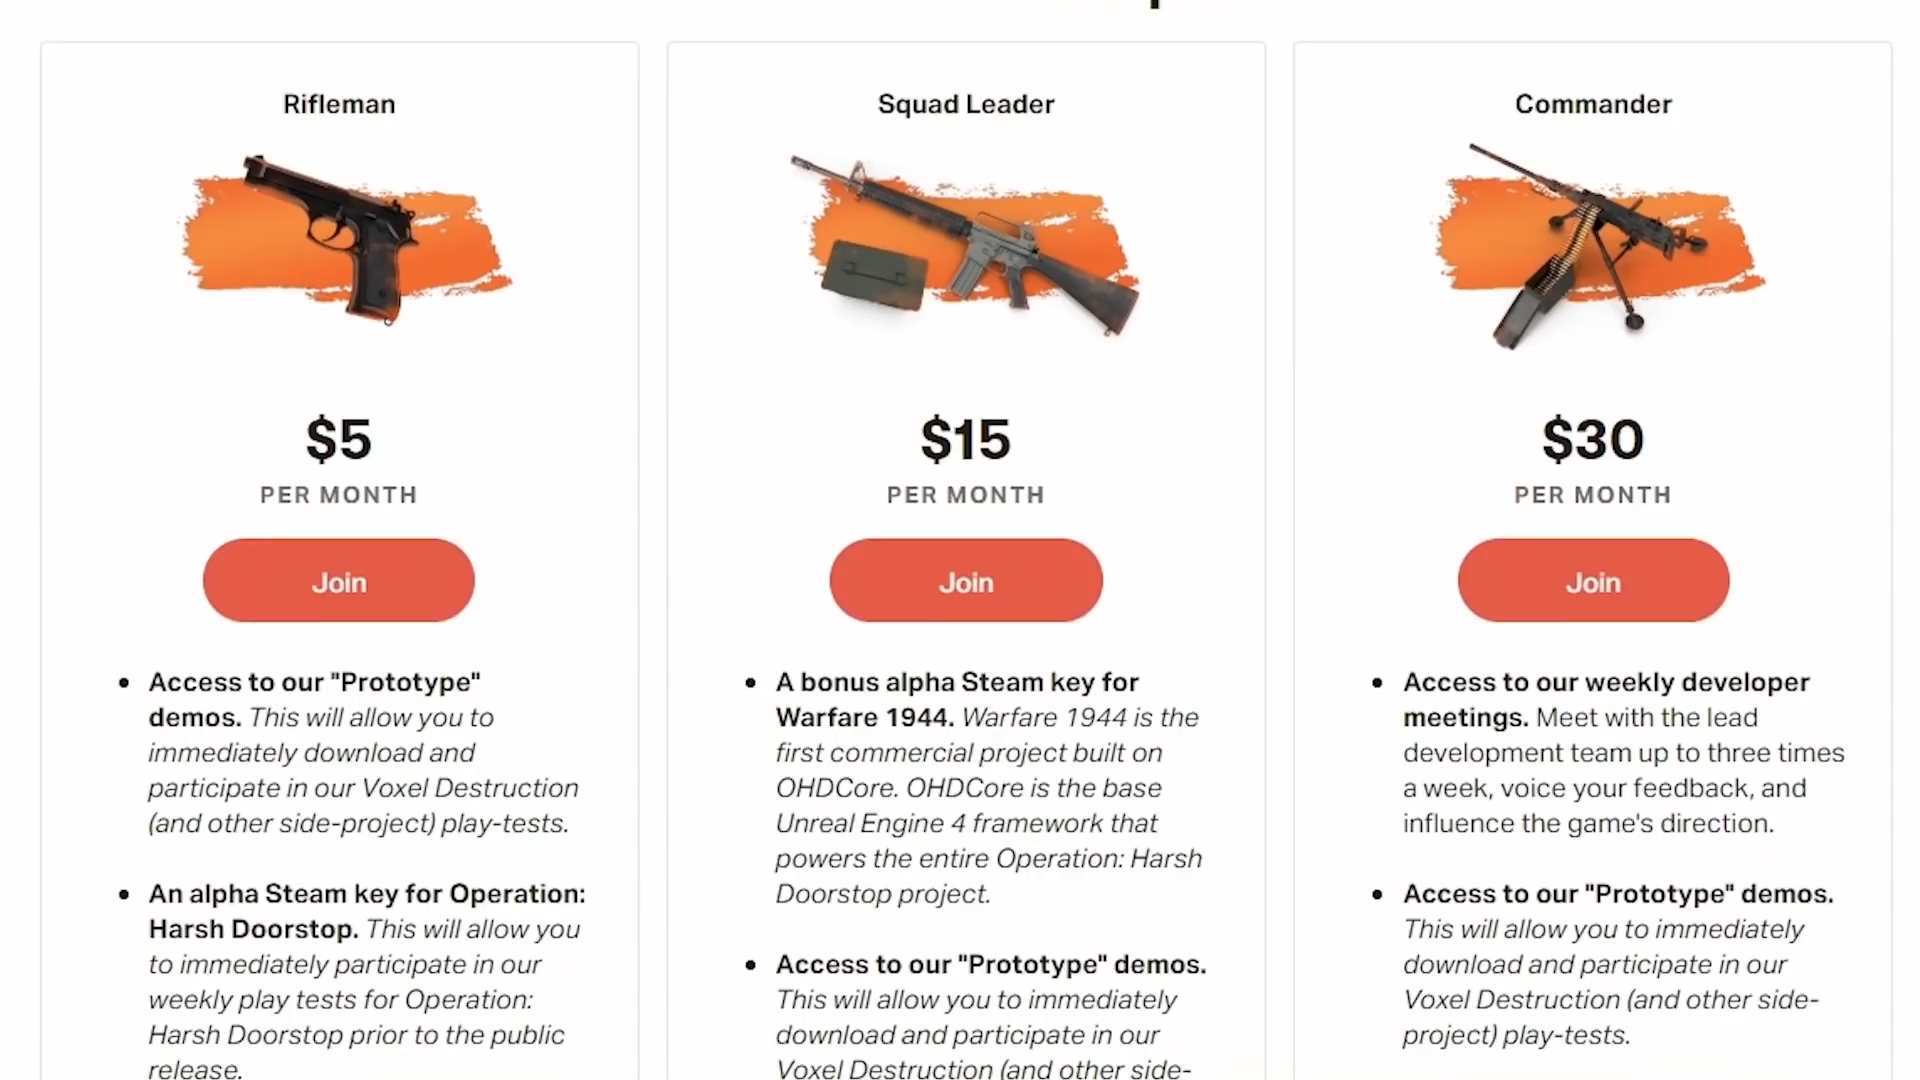 Rifleman
$5
PER MONTH
Join
• Access to our "Prototype"
demos. This will allow you to
immediately download and
participate in our Voxel Destruction
(and other side-project) play-tests.
• An alpha Steam key for Operation:
Harsh Doorstop. This will allow you
to immediately participate in our
weekly play tests for Operation:
Harsh Doorstop prior to the public
release.
Squad Leader
$15
PER MONTH
Join
• A bonus alpha Steam key for
Warfare 1944. Warfare 1944 is the
first commercial project built on
OHDCore. OHDCore is the base
Unreal Engine 4 framework that
powers the entire Operation: Harsh
Doorstop project.
• Access to our "Prototype" demos.
This will allow you to immediately
download and participate in our
Voxel Destruction (and other side-
Commander
$30
PER MONTH
Join
• Access to our weekly developer
meetings. Meet with the lead
development team up to three times
a week, voice your feedback, and
influence the game's direction.
• Access to our "Prototype" demos.
This will allow you to immediately
download and participate in our
Voxel Destruction (and other side-
project) play-tests.